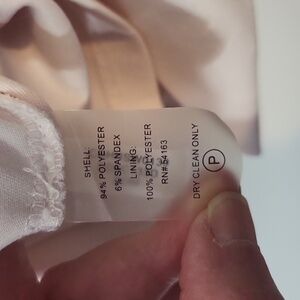 SHELL:
94% POLYESTER
6% SPANDEX
LINING:
100% POLYESTER
RN#54163
DRY CLEAN ONLY
P